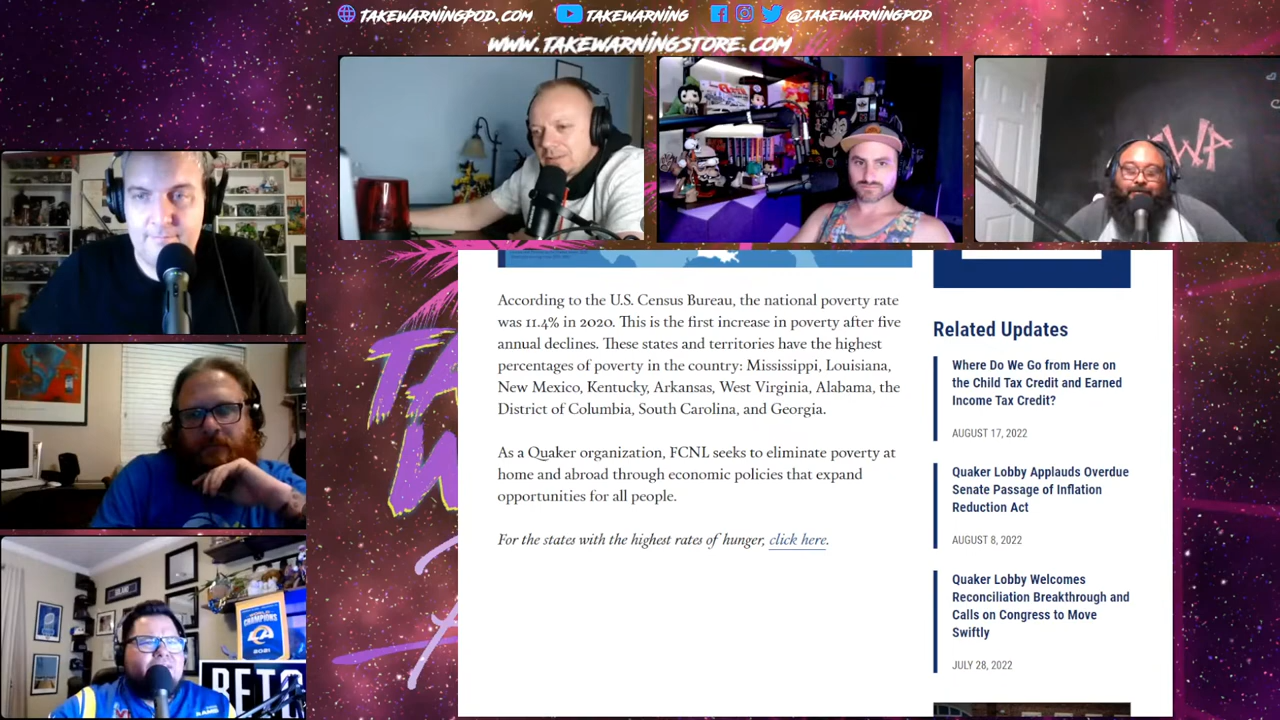 TAKEWARNINGPOD.COM TAKEWARNING @TAKEWARNINGPOD
WWW.TAKEWARNINGSTORE.COM
According to the U.S. Census Bureau, the national poverty rate
was 11.4% in 2020. This is the first increase in poverty after five
annual declines. These states and territories have the highest
percentages of poverty in the country: Mississippi, Louisiana,
New Mexico, Kentucky, Arkansas, West Virginia, Alabama, the
District of Columbia, South Carolina, and Georgia.
As a Quaker organization, FCNL seeks to eliminate poverty at
home and abroad through economic policies that expand
opportunities for all people.
For the states with the highest rates of hunger, click here.
Related Updates
Where Do We Go from Here on
the Child Tax Credit and Earned
Income Tax Credit?
AUGUST 17, 2022
Quaker Lobby Applauds Overdue
Senate Passage of Inflation
Reduction Act
AUGUST 8, 2022
Quaker Lobby Welcomes
Reconciliation Breakthrough and
Calls on Congress to Move
Swiftly
JULY 28, 2022
CHAMPIONS
2021
BETO
RAMS